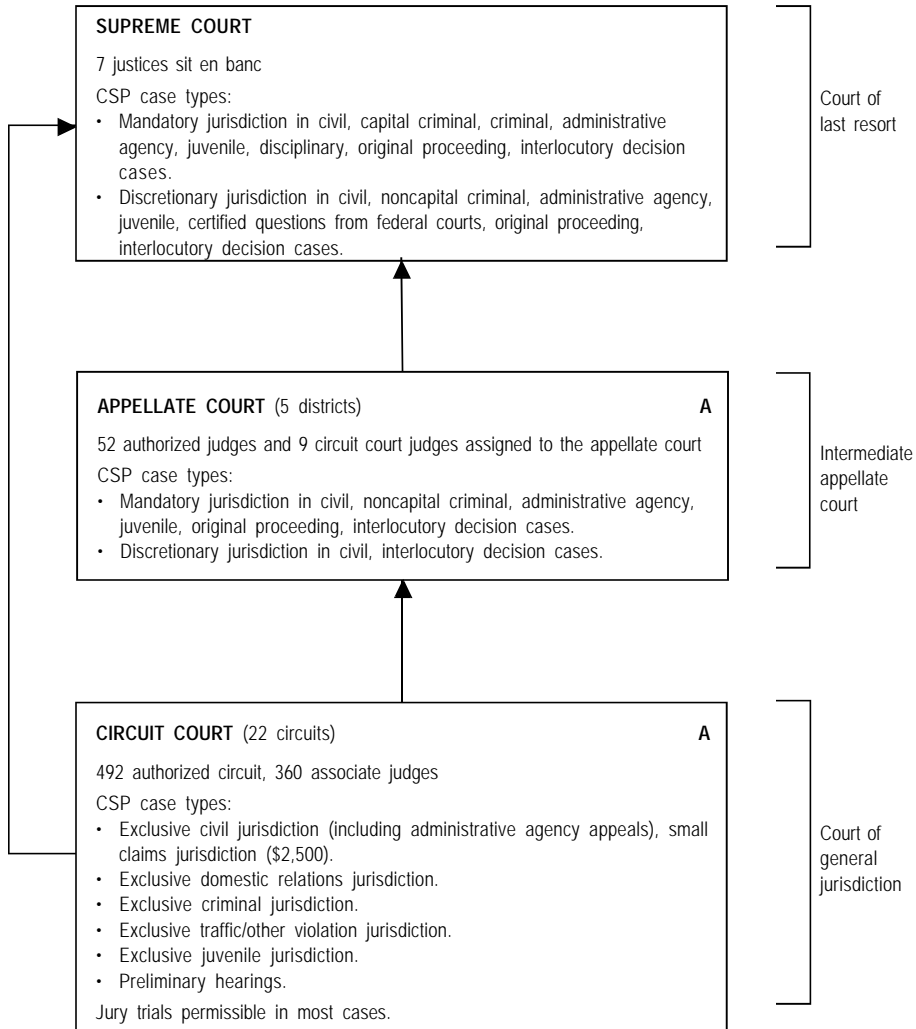 SUPREME COURT
7 justices sit en banc
CSP case types:
• Mandatory jurisdiction in civil, capital criminal, criminal, administrative
agency, juvenile, disciplinary, original proceeding, interlocutory decision
cases.
• Discretionary jurisdiction in civil, noncapital criminal, administrative agency,
juvenile, certified questions from federal courts, original proceeding,
interlocutory decision cases.
Court of
last resort
APPELLATE COURT (5 districts) A
52 authorized judges and 9 circuit court judges assigned to the appellate court
CSP case types:
• Mandatory jurisdiction in civil, noncapital criminal, administrative agency,
juvenile, original proceeding, interlocutory decision cases.
• Discretionary jurisdiction in civil, interlocutory decision cases.
Intermediate
appellate
court
CIRCUIT COURT (22 circuits) A
492 authorized circuit, 360 associate judges
CSP case types:
• Exclusive civil jurisdiction (including administrative agency appeals), small
claims jurisdiction ($2,500).
• Exclusive domestic relations jurisdiction.
• Exclusive criminal jurisdiction.
• Exclusive traffic/other violation jurisdiction.
• Exclusive juvenile jurisdiction.
• Preliminary hearings.
Jury trials permissible in most cases.
Court of
general
jurisdiction